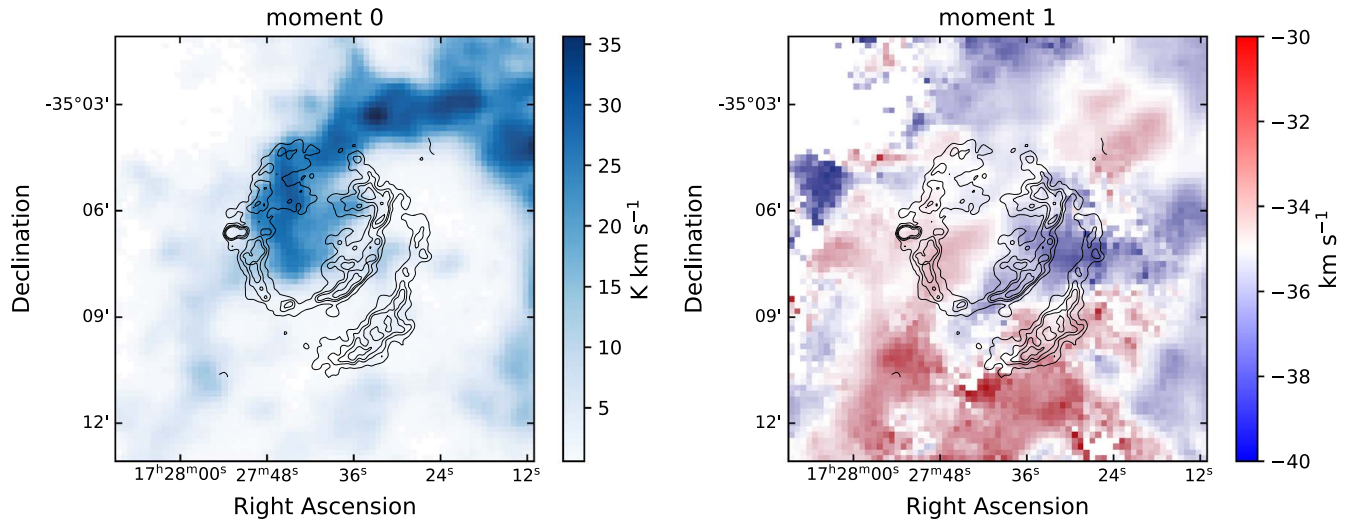 moment 0
Declination
-35°03'
06'
09'
12'
17ʰ28ᵐ00ˢ
27ᵐ48ˢ
36ˢ
24ˢ
12ˢ
Right Ascension
35
30
25
20
15
10
5
K km s⁻¹
moment 1
Declination
-35°03'
06'
09'
12'
17ʰ28ᵐ00ˢ
27ᵐ48ˢ
36ˢ
24ˢ
12ˢ
Right Ascension
−30
−32
−34
−36
−38
−40
km s⁻¹